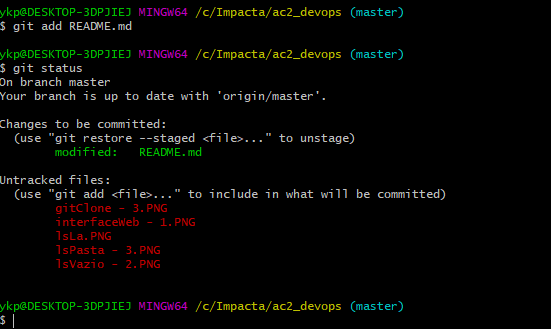 ykp@DESKTOP-3DPJIEJ MINGW64 /c/Impacta/ac2_devops (master)
$ git add README.md
ykp@DESKTOP-3DPJIEJ MINGW64 /c/Impacta/ac2_devops (master)
$ git status
On branch master
Your branch is up to date with 'origin/master'.
Changes to be committed:
(use "git restore --staged <file>..." to unstage)
modified: README.md
Untracked files:
(use "git add <file>..." to include in what will be committed)
gitClone - 3.PNG
interfaceWeb - 1.PNG
lsLa.PNG
lsPasta - 3.PNG
lsVazio - 2.PNG
ykp@DESKTOP-3DPJIEJ MINGW64 /c/Impacta/ac2_devops (master)
$